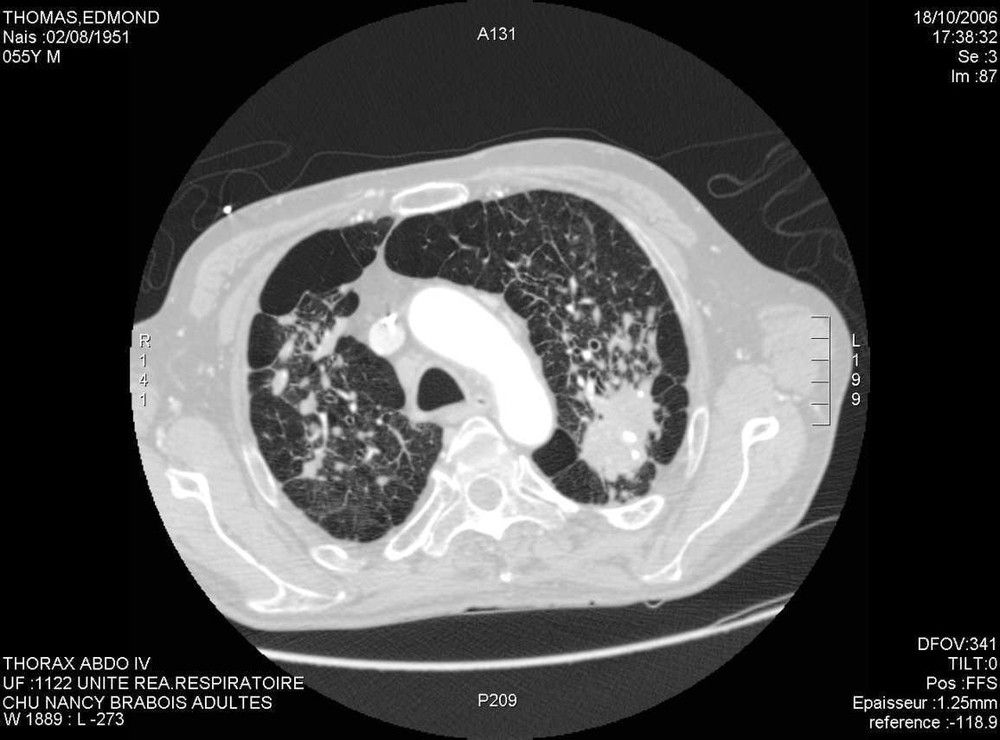 THOMAS,EDMOND
Nais :02/08/1951
055Y M
A131
18/10/2006
17:38:32
Se :3
Im :87
R
1
4
1
L
1
9
9
THORAX ABDO IV
UF :1122 UNITE REA.RESPIRATOIRE
CHU NANCY BRABOIS ADULTES
W 1889 : L -273
P209
DFOV:341
TILT:0
Pos :FFS
Epaisseur :1.25mm
reference :-118.9